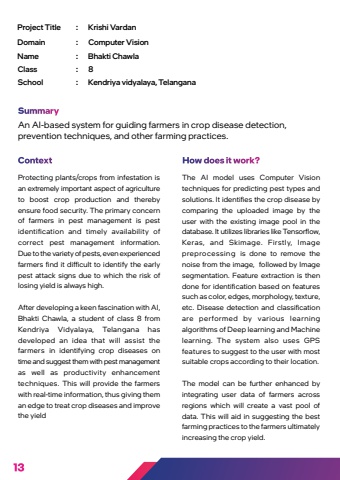 Project Title : Krishi Vardan
Domain : Computer Vision
Name : Bhakti Chawla
Class : 8
School : Kendriya vidyalaya, Telangana
Summary
An AI-based system for guiding farmers in crop disease detection,
prevention techniques, and other farming practices.
Context
Protecting plants/crops from infestation is
an extremely important aspect of agriculture
to boost crop production and thereby
ensure food security. The primary concern
of farmers in pest management is pest
identification and timely availability of
correct pest management information.
Due to the variety of pests, even experienced
farmers find it difficult to identify the early
pest attack signs due to which the risk of
losing yield is always high.
After developing a keen fascination with AI,
Bhakti Chawla, a student of class 8 from
Kendriya Vidyalaya, Telangana has
developed an idea that will assist the
farmers in identifying crop diseases on
time and suggest them with pest management
as well as productivity enhancement
techniques. This will provide the farmers
with real-time information, thus giving them
an edge to treat crop diseases and improve
the yield
How does it work?
The AI model uses Computer Vision
techniques for predicting pest types and
solutions. It identifies the crop disease by
comparing the uploaded image by the
user with the existing image pool in the
database. It utilizes libraries like Tensorflow,
Keras, and Skimage. Firstly, Image
preprocessing is done to remove the
noise from the image, followed by Image
segmentation. Feature extraction is then
done for identification based on features
such as color, edges, morphology, texture,
etc. Disease detection and classification
are performed by various learning
algorithms of Deep learning and Machine
learning. The system also uses GPS
features to suggest to the user with most
suitable crops according to their location.
The model can be further enhanced by
integrating user data of farmers across
regions which will create a vast pool of
data. This will aid in suggesting the best
farming practices to the farmers ultimately
increasing the crop yield.
13